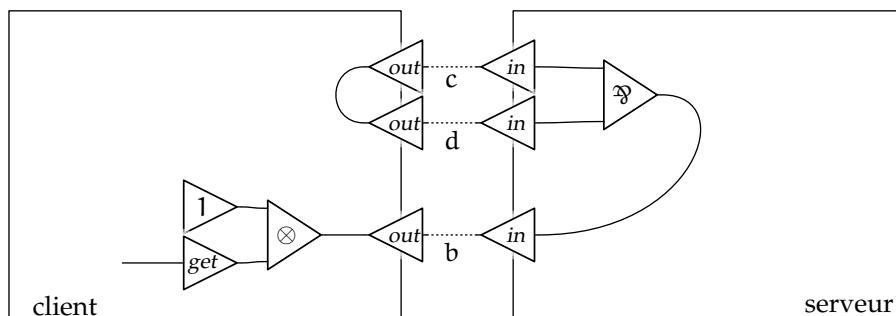 out in
c
⅋
out in
d
1
⊗ out in
get
b
client serveur